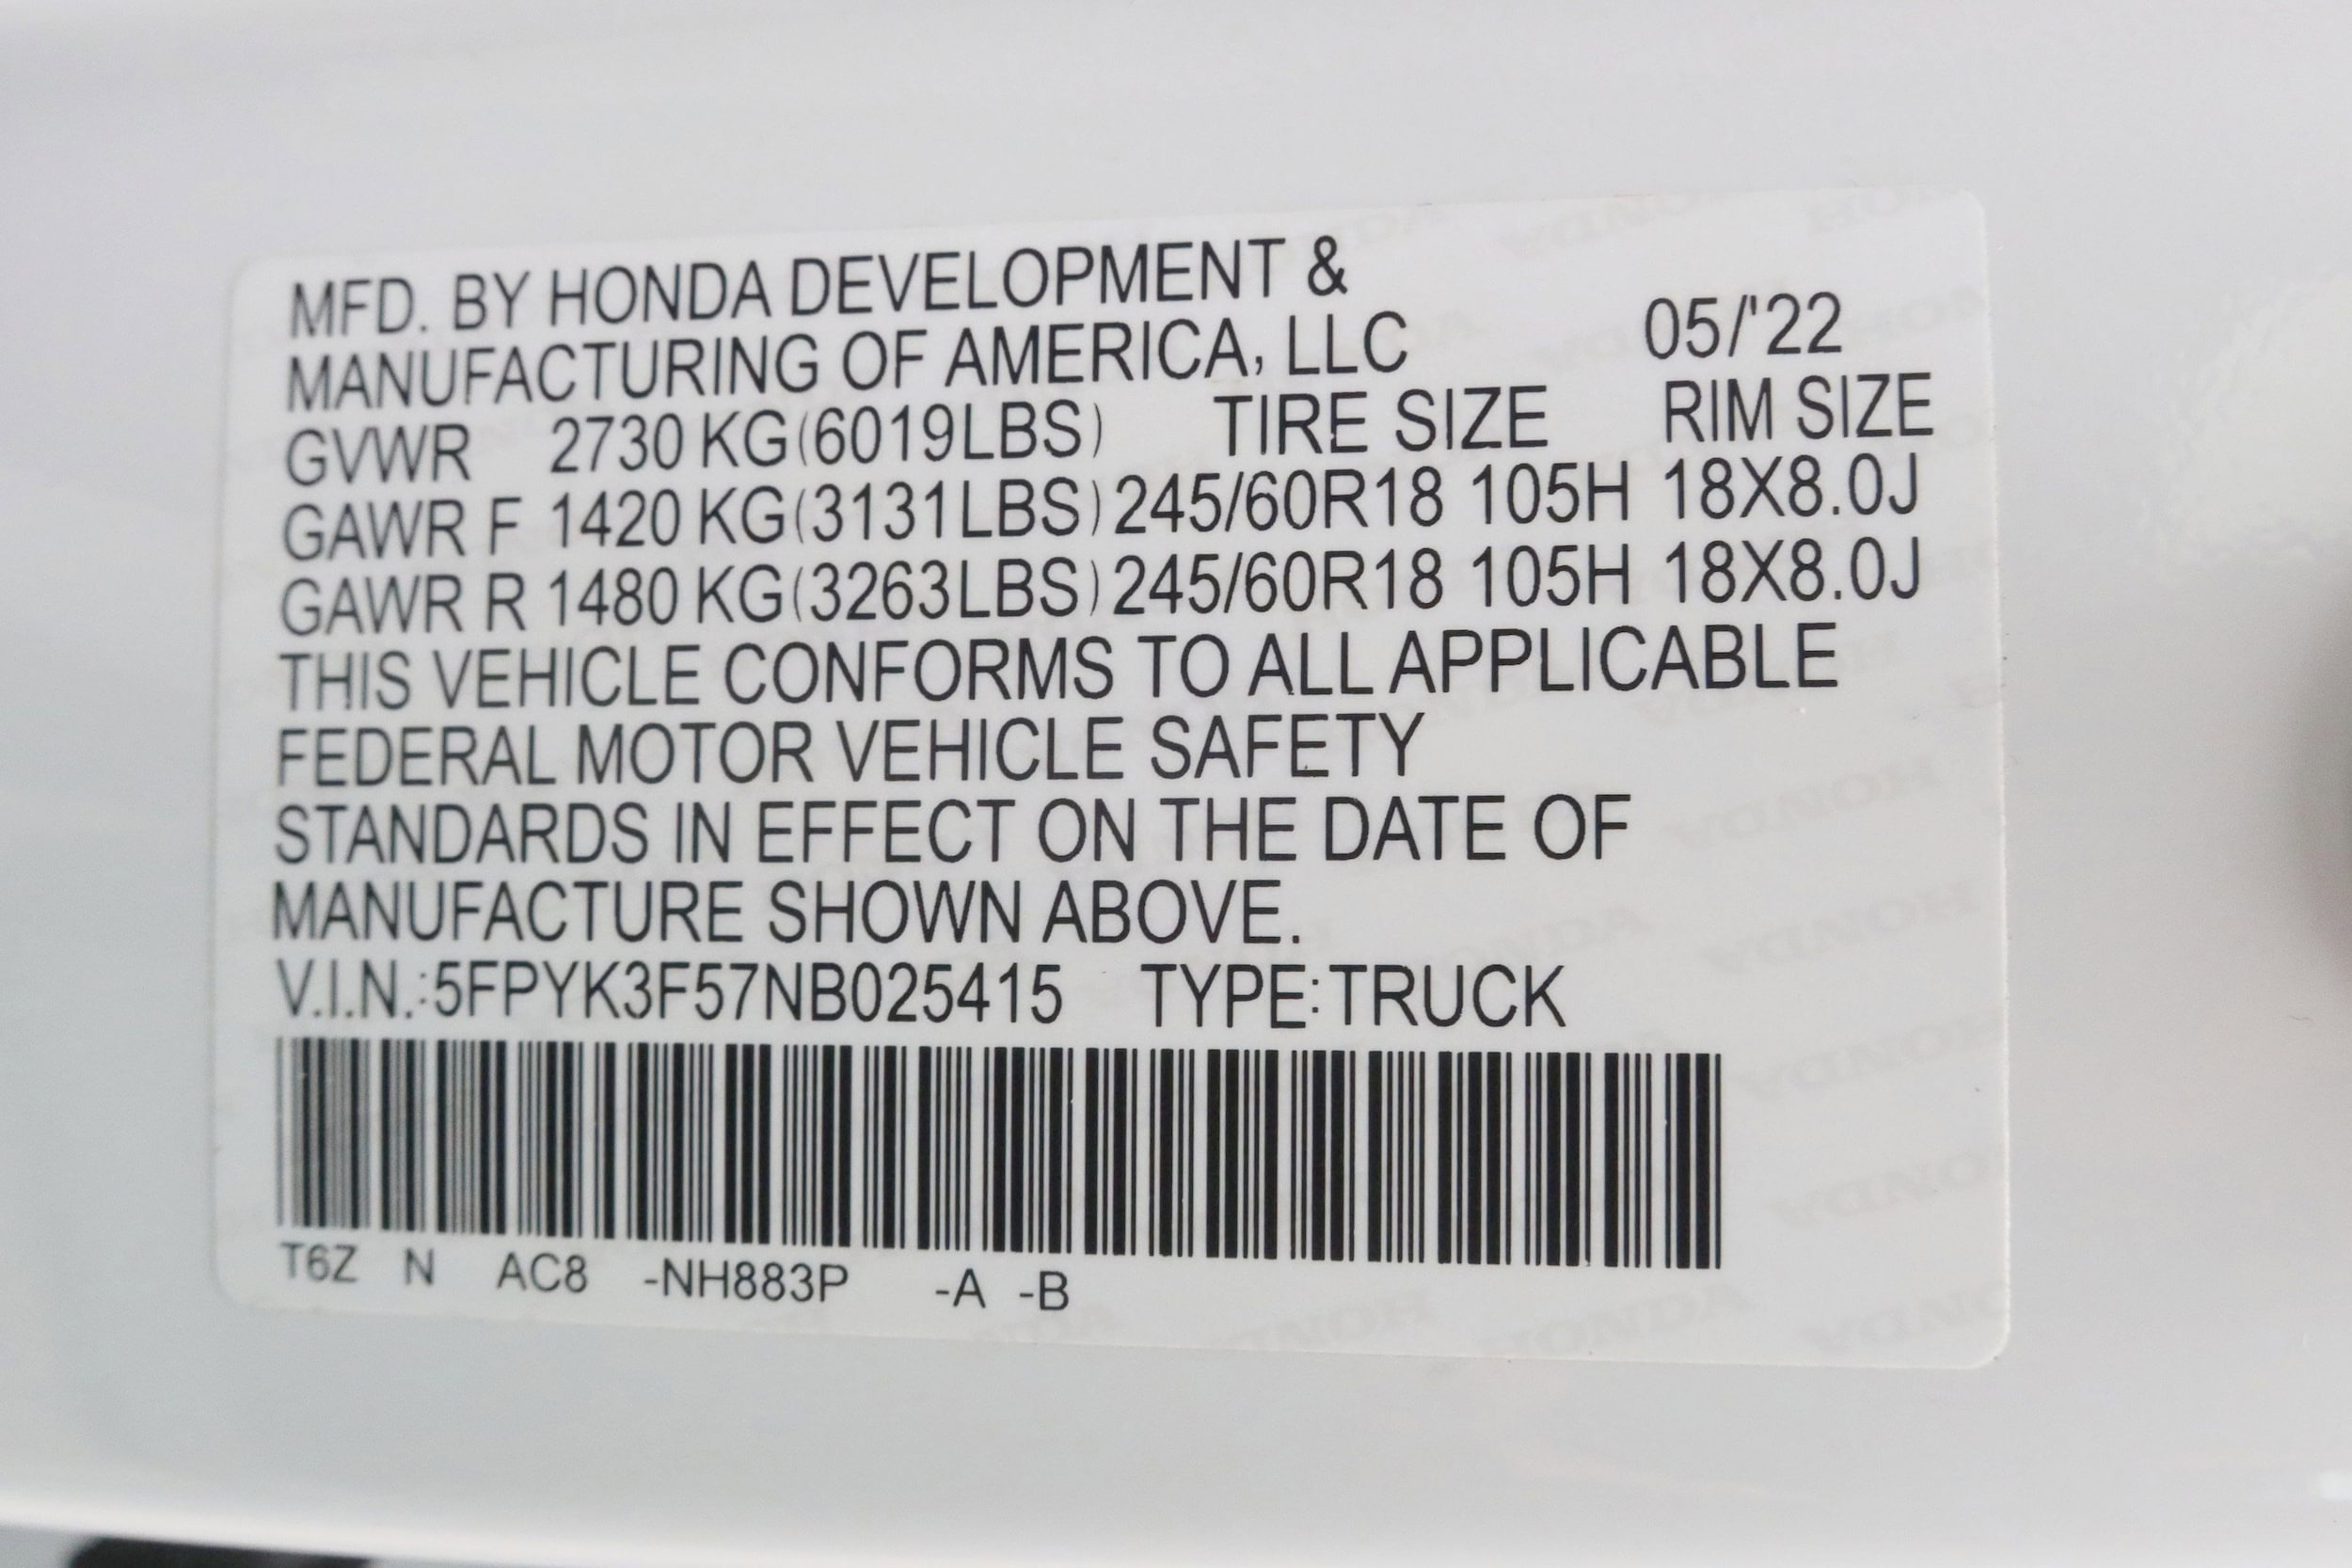 MFD. BY HONDA DEVELOPMENT &
MANUFACTURING OF AMERICA, LLC 05/'22
GVWR 2730 KG(6019LBS) TIRE SIZE RIM SIZE
GAWR F 1420 KG(3131LBS) 245/60R18 105H 18X8.0J
GAWR R 1480 KG(3263LBS) 245/60R18 105H 18X8.0J
THIS VEHICLE CONFORMS TO ALL APPLICABLE
FEDERAL MOTOR VEHICLE SAFETY
STANDARDS IN EFFECT ON THE DATE OF
MANUFACTURE SHOWN ABOVE.
V.I.N.:5FPYK3F57NB025415 TYPE:TRUCK
T6Z N AC8 -NH883P -A -B